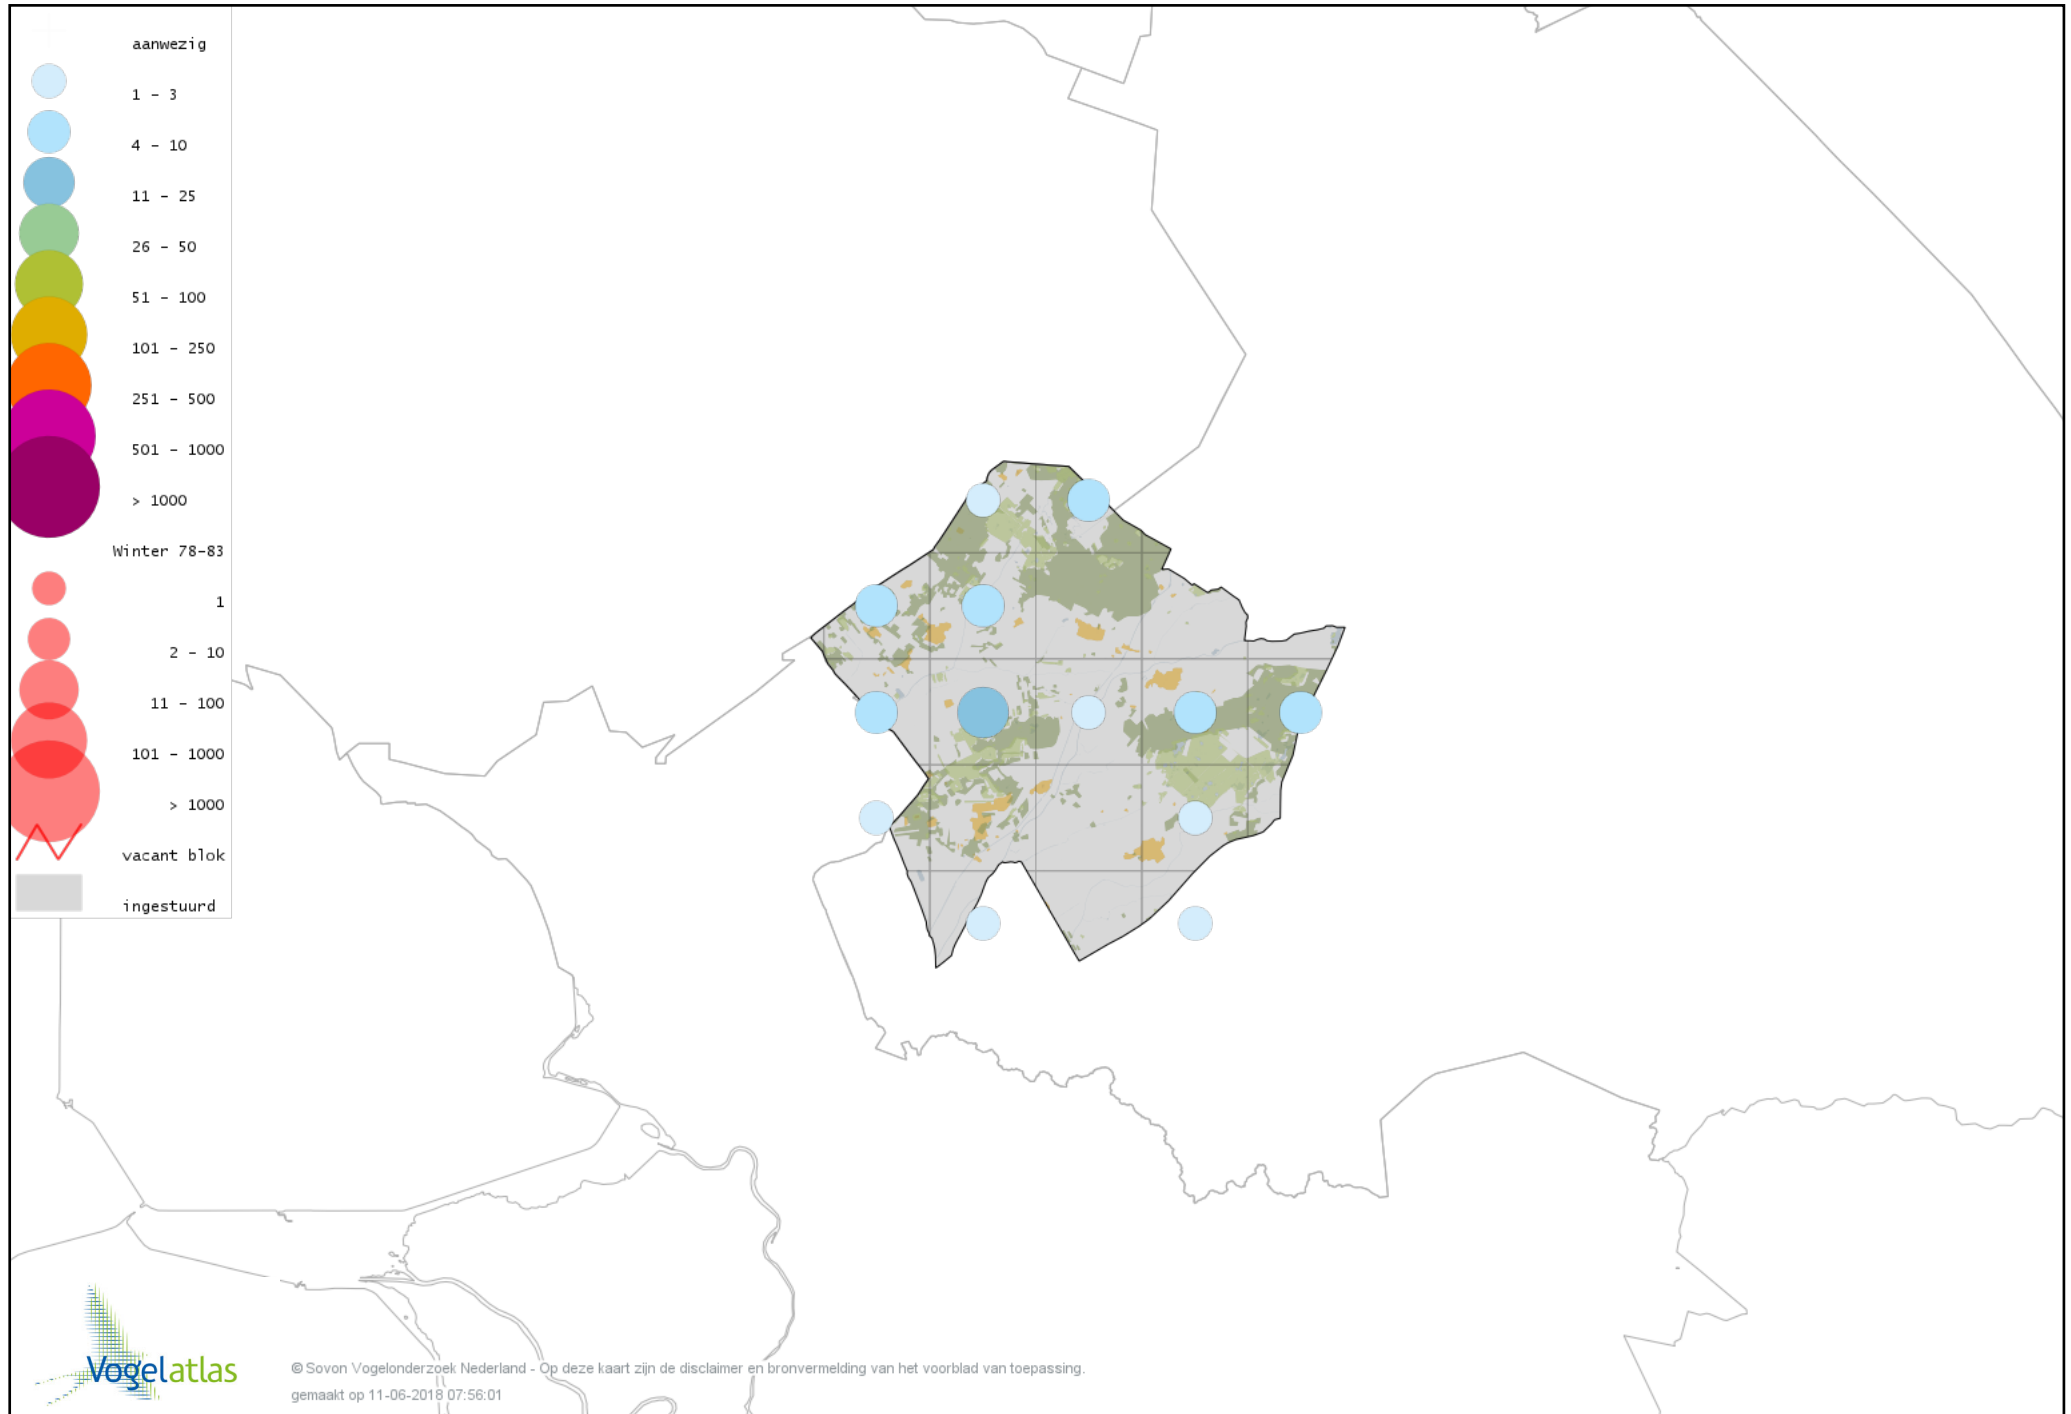 aanwezig
1 – 3
4 – 10
11 – 25
26 – 50
51 – 100
101 – 250
251 – 500
501 – 1000
> 1000
Winter 78-83
1
2 – 10
11 – 100
101 – 1000
> 1000
vacant blok
ingestuurd
Vogelatlas
© Sovon Vogelonderzoek Nederland - Op deze kaart zijn de disclaimer en bronvermelding van het voorblad van toepassing.
gemaakt op 11-06-2018 07:56:01